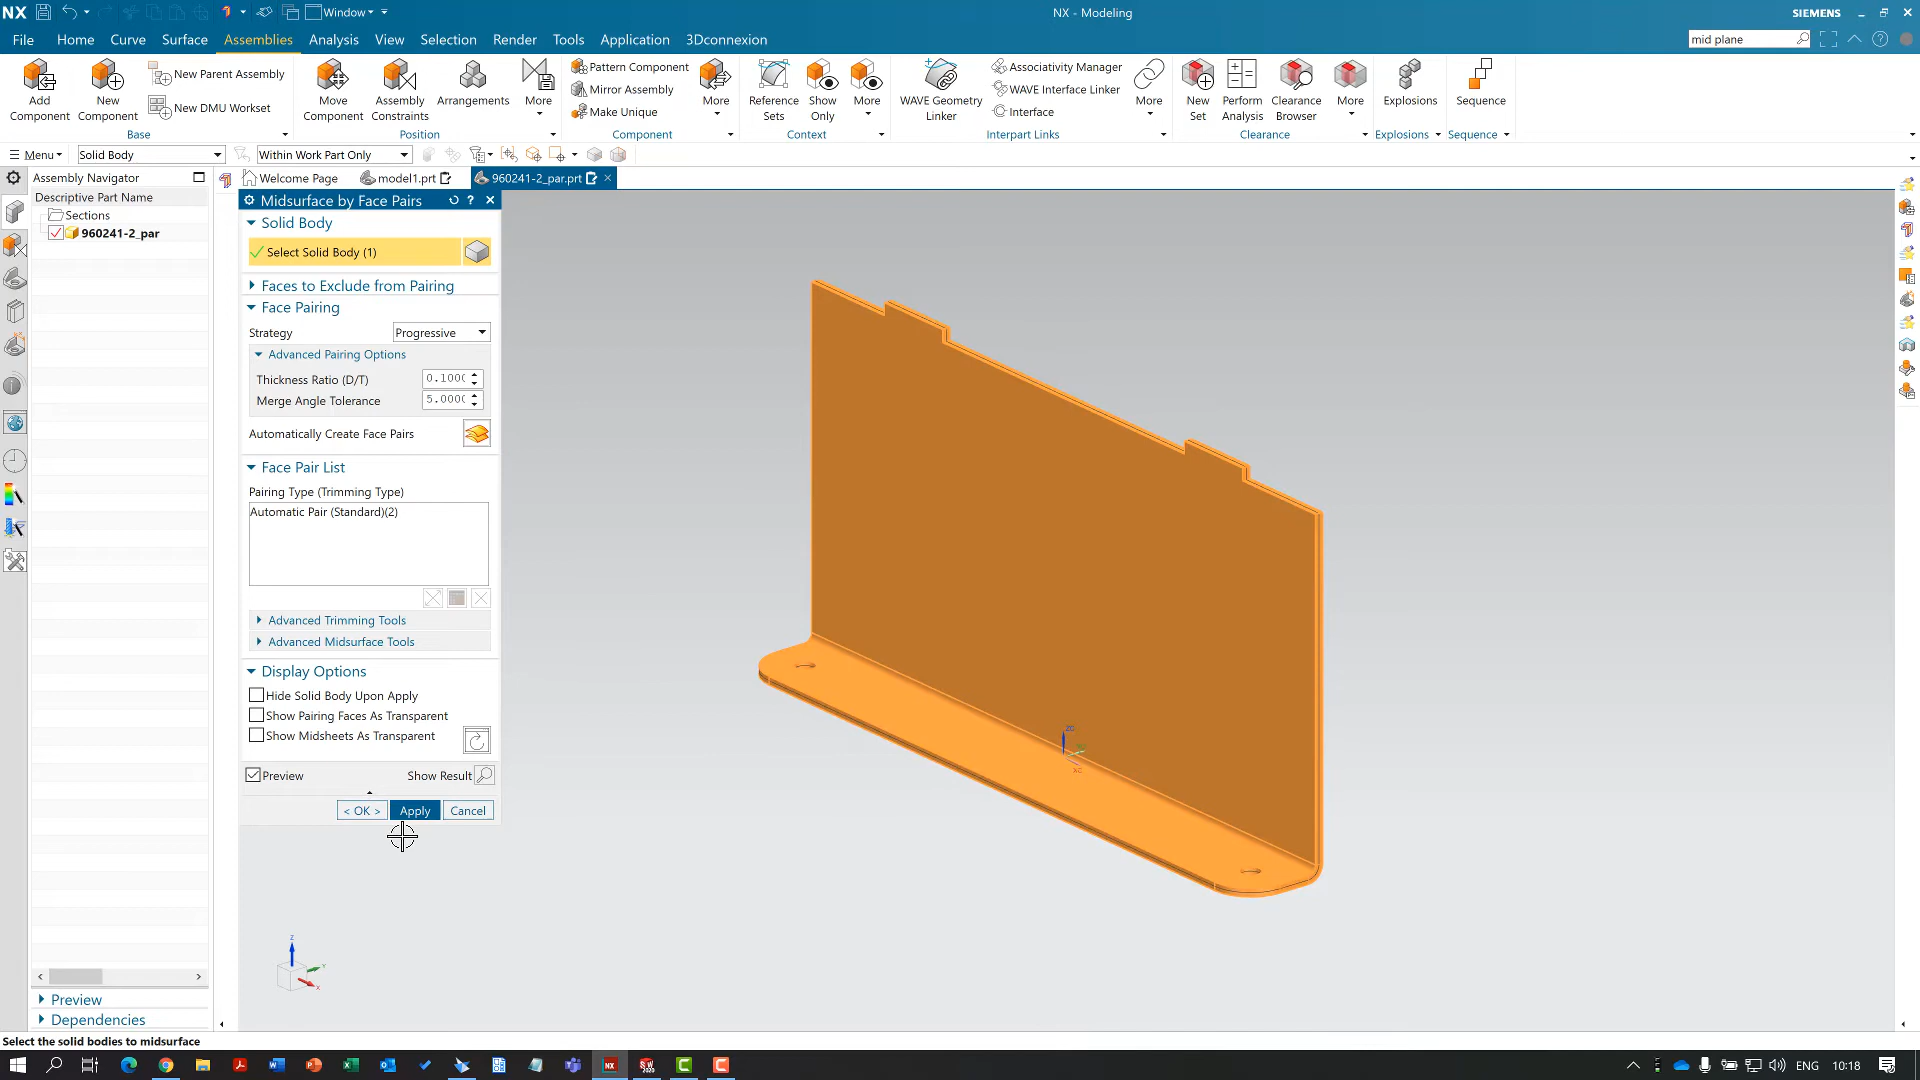 NX
Window
NX - Modeling
SIEMENS
File Home Curve Surface Assemblies Analysis View Selection Render Tools Application 3Dconnexion
mid plane
Add Component
New Component
New Parent Assembly
New DMU Workset
Base
Move Component
Assembly Constraints
Arrangements
More
Position
Pattern Component
Mirror Assembly
Make Unique
More
Component
Reference Sets
Show Only
More
Context
WAVE Geometry Linker
Associativity Manager
WAVE Interface Linker
Interface
More
Interpart Links
New Set
Perform Analysis
Clearance Browser
More
Clearance
Explosions
Explosions
Sequence
Sequence
Menu
Solid Body
Within Work Part Only
Assembly Navigator
Welcome Page
model1.prt
960241-2_par.prt
Descriptive Part Name
Sections
960241-2_par
Midsurface by Face Pairs
Solid Body
Select Solid Body (1)
Faces to Exclude from Pairing
Face Pairing
Strategy Progressive
Advanced Pairing Options
Thickness Ratio (D/T) 0.100
Merge Angle Tolerance 5.000
Automatically Create Face Pairs
Face Pair List
Pairing Type (Trimming Type)
Automatic Pair (Standard)(2)
Advanced Trimming Tools
Advanced Midsurface Tools
Display Options
Hide Solid Body Upon Apply
Show Pairing Faces As Transparent
Show Midsheets As Transparent
Preview Show Result
< OK > Apply Cancel
XC
Z
Y
X
Preview
Dependencies
Select the solid bodies to midsurface
ENG 10:18